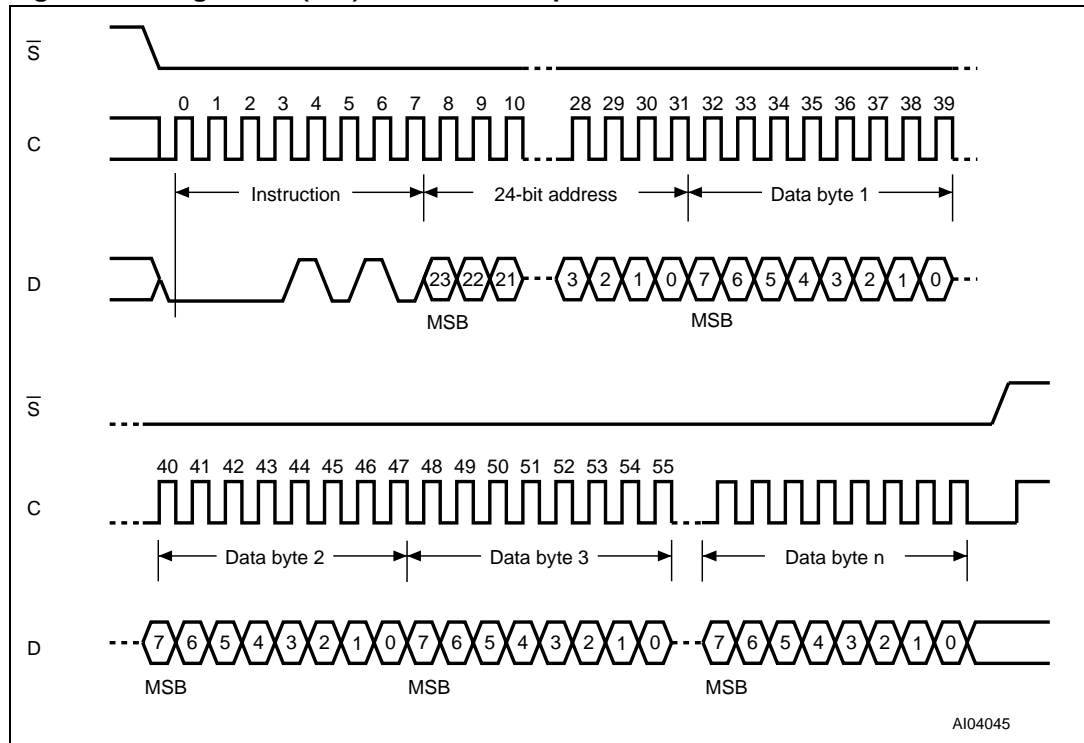 S
0 1 2 3 4 5 6 7 8 9 10 28 29 30 31 32 33 34 35 36 37 38 39
C
Instruction 24-bit address Data byte 1
D 23 22 21 3 2 1 0 7 6 5 4 3 2 1 0
MSB MSB
S
40 41 42 43 44 45 46 47 48 49 50 51 52 53 54 55
C
Data byte 2 Data byte 3 Data byte n
D 7 6 5 4 3 2 1 0 7 6 5 4 3 2 1 0 7 6 5 4 3 2 1 0
MSB MSB MSB
AI04045